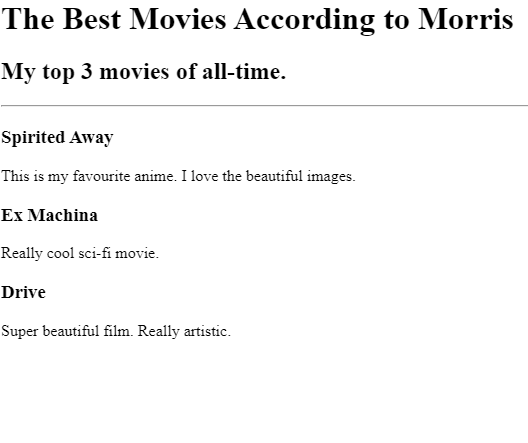 The Best Movies According to Morris
My top 3 movies of all-time.
Spirited Away
This is my favourite anime. I love the beautiful images.
Ex Machina
Really cool sci-fi movie.
Drive
Super beautiful film. Really artistic.